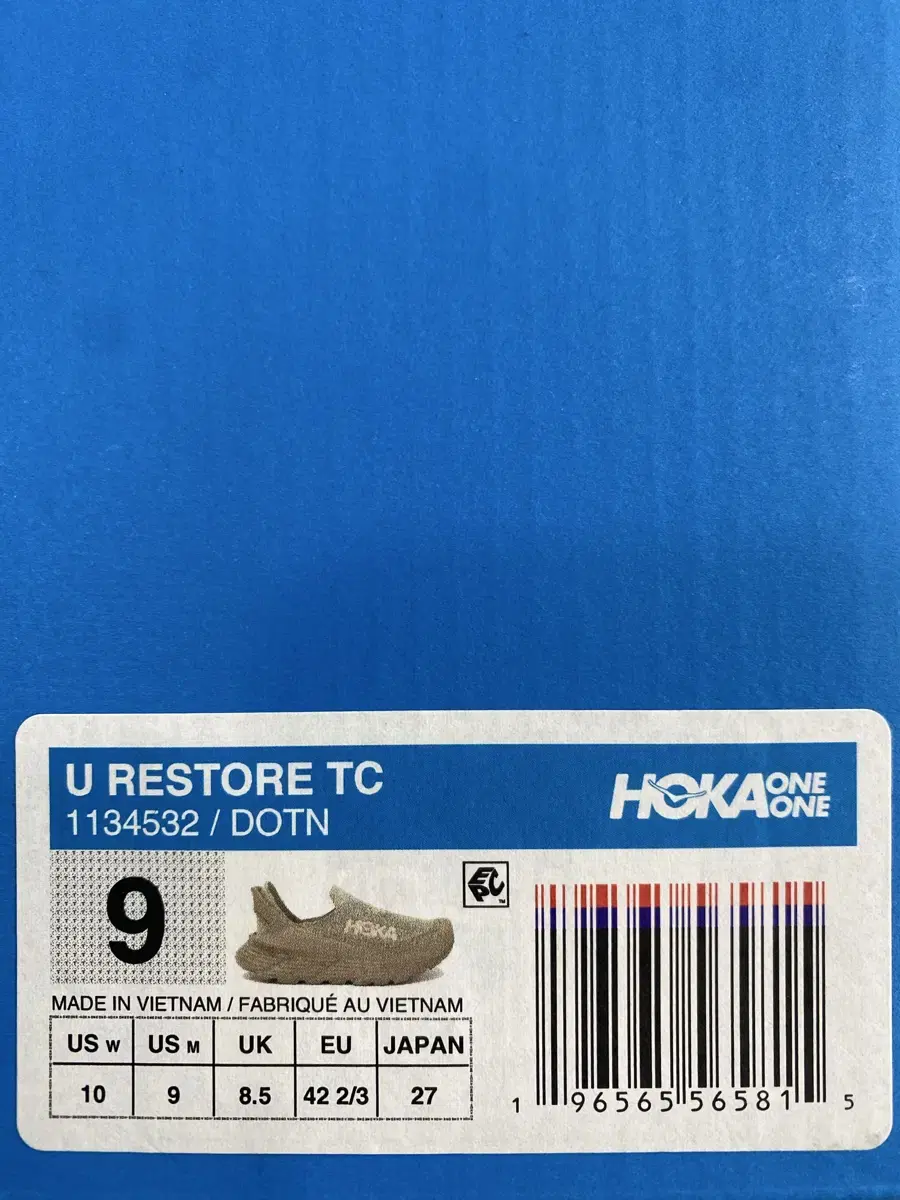 U RESTORE TC
1134532 / DOTN
HOKA ONE ONE
9
HOKA
EPC™
MADE IN VIETNAM / FABRIQUÉ AU VIETNAM
US W US M UK EU JAPAN
10 9 8.5 42 2/3 27
1 96565 56581 5